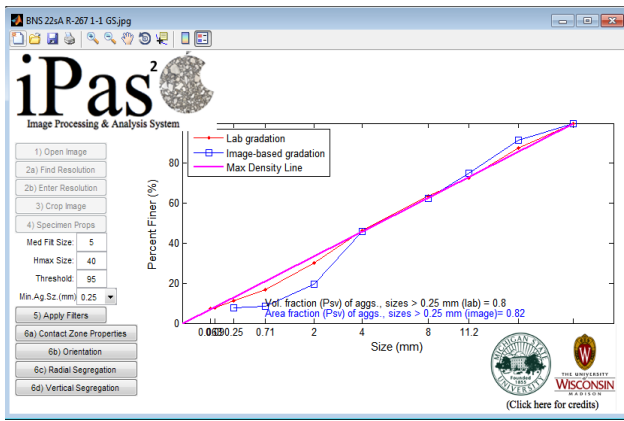 BNS 22sA R-267 1-1 GS.jpg
iPas²
Image Processing & Analysis System
1) Open Image
2a) Find Resolution
2b) Enter Resolution
3) Crop Image
4) Specimen Props
Med Filt Size: 5
Hmax Size: 40
Threshold: 95
Min.Ag.Sz.(mm) 0.25
5) Apply Filters
6a) Contact Zone Properties
6b) Orientation
6c) Radial Segregation
6d) Vertical Segregation
Lab gradation
Image-based gradation
Max Density Line
Percent Finer (%)
80
60
40
20
0
Vol. fraction (Psv) of aggs., sizes > 0.25 mm (lab) = 0.8
Area fraction (Psv) of aggs., sizes > 0.25 mm (image)= 0.82
0.25 0.71 2 4 8 11.2
Size (mm)
MICHIGAN STATE UNIVERSITY
Founded
1855
THE UNIVERSITY
WISCONSIN
MADISON
(Click here for credits)